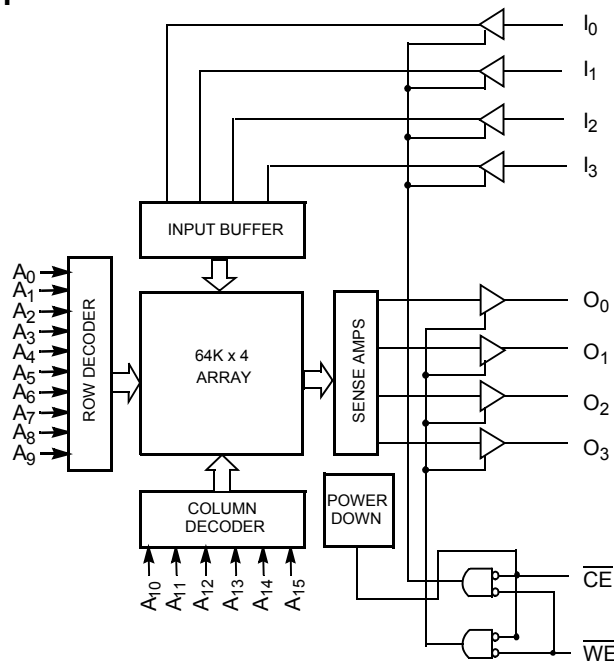 I0
I1
I2
I3
INPUT BUFFER
A0
A1
A2
A3
A4
A5
A6
A7
A8
A9
ROW DECODER
64K x 4
ARRAY
SENSE AMPS
O0
O1
O2
O3
COLUMN
DECODER
POWER
DOWN
A10
A11
A12
A13
A14
A15
CE
WE